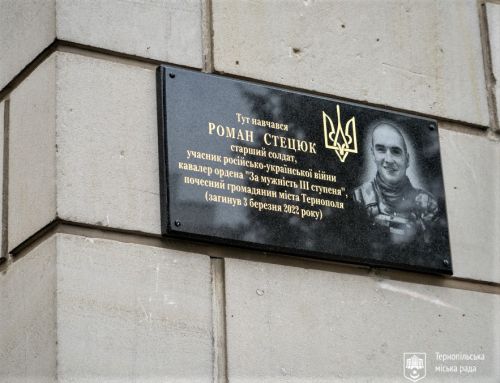 Тут навчався
РОМАН СТЕЦЮК
старший солдат,
учасник російсько-української війни
кавалер ордена "За мужність ІІІ ступеня",
почесний громадянин міста Тернополя
(загинув 3 березня 2022 року)
Тернопільська
міська рада